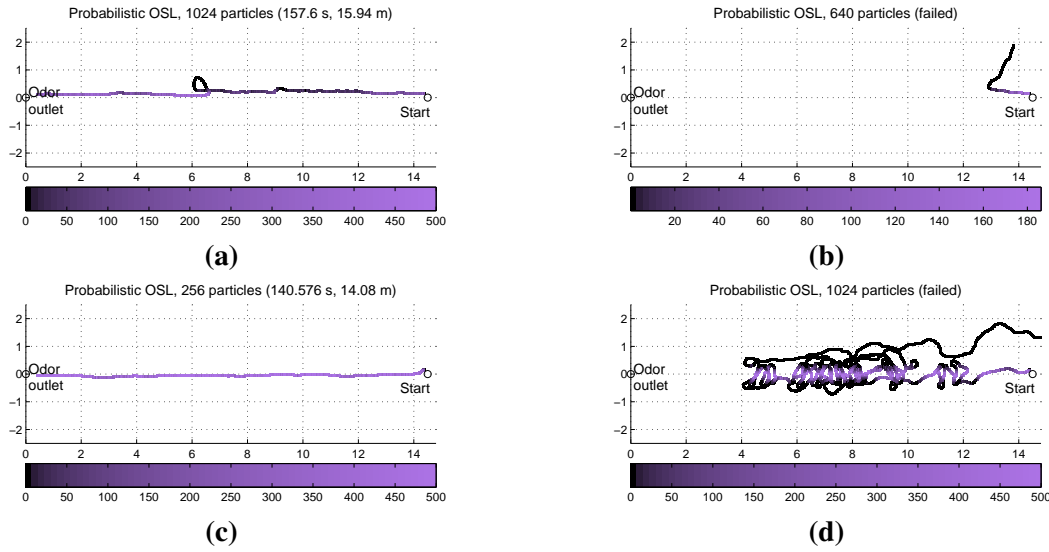 Probabilistic OSL, 1024 particles (157.6 s, 15.94 m)
2
1
0
−1
−2
Odor
outlet
Start
0 2 4 6 8 10 12 14
0 50 100 150 200 250 300 350 400 450 500
(a)
Probabilistic OSL, 640 particles (failed)
2
1
0
−1
−2
Odor
outlet
Start
0 2 4 6 8 10 12 14
20 40 60 80 100 120 140 160 180
(b)
Probabilistic OSL, 256 particles (140.576 s, 14.08 m)
2
1
0
−1
−2
Odor
outlet
Start
0 2 4 6 8 10 12 14
0 50 100 150 200 250 300 350 400 450 500
(c)
Probabilistic OSL, 1024 particles (failed)
2
1
0
−1
−2
Odor
outlet
Start
0 2 4 6 8 10 12 14
0 50 100 150 200 250 300 350 400 450 500
(d)